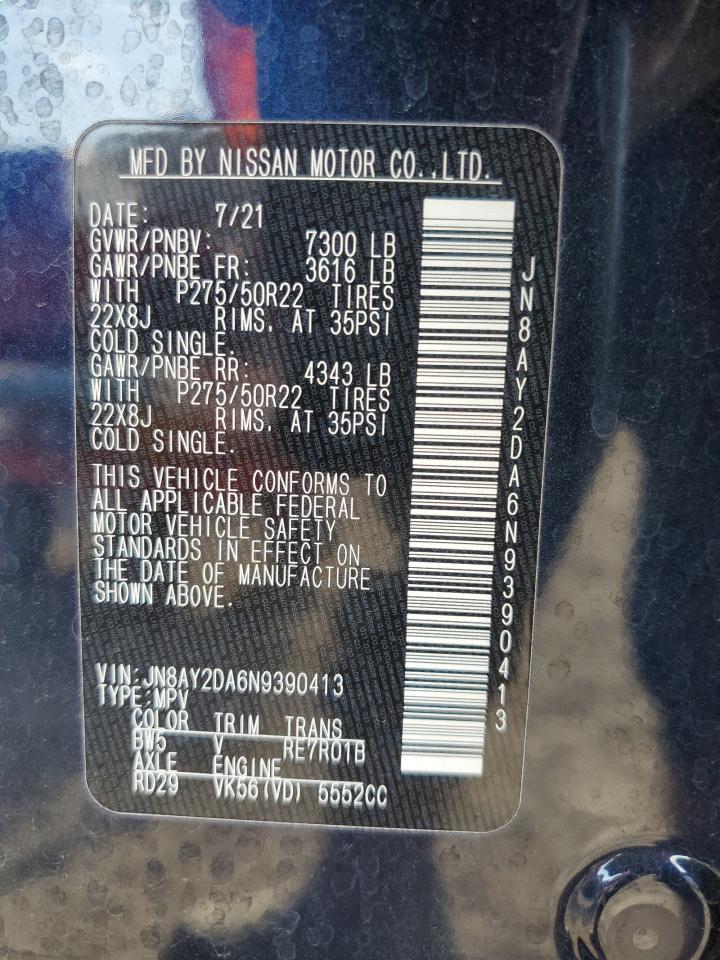 MFD BY NISSAN MOTOR CO.,LTD.
DATE: 7/21
GVWR/PNBV: 7300 LB
GAWR/PNBE FR: 3616 LB
WITH P275/50R22 TIRES
22X8J RIMS. AT 35PSI
COLD SINGLE.
GAWR/PNBE RR: 4343 LB
WITH P275/50R22 TIRES
22X8J RIMS. AT 35PSI
COLD SINGLE.
THIS VEHICLE CONFORMS TO
ALL APPLICABLE FEDERAL
MOTOR VEHICLE SAFETY
STANDARDS IN EFFECT ON
THE DATE OF MANUFACTURE
SHOWN ABOVE.
VIN:JN8AY2DA6N9390413
TYPE:MPV
COLOR TRIM TRANS
BW5 V RE7R01B
AXLE ENGINE
RD29 VK56(VD) 5552CC
JN8AY2DA6N9390413